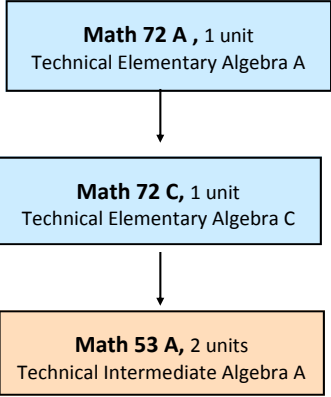 Math 72 A , 1 unit
Technical Elementary Algebra A
Math 72 C, 1 unit
Technical Elementary Algebra C
Math 53 A, 2 units
Technical Intermediate Algebra A